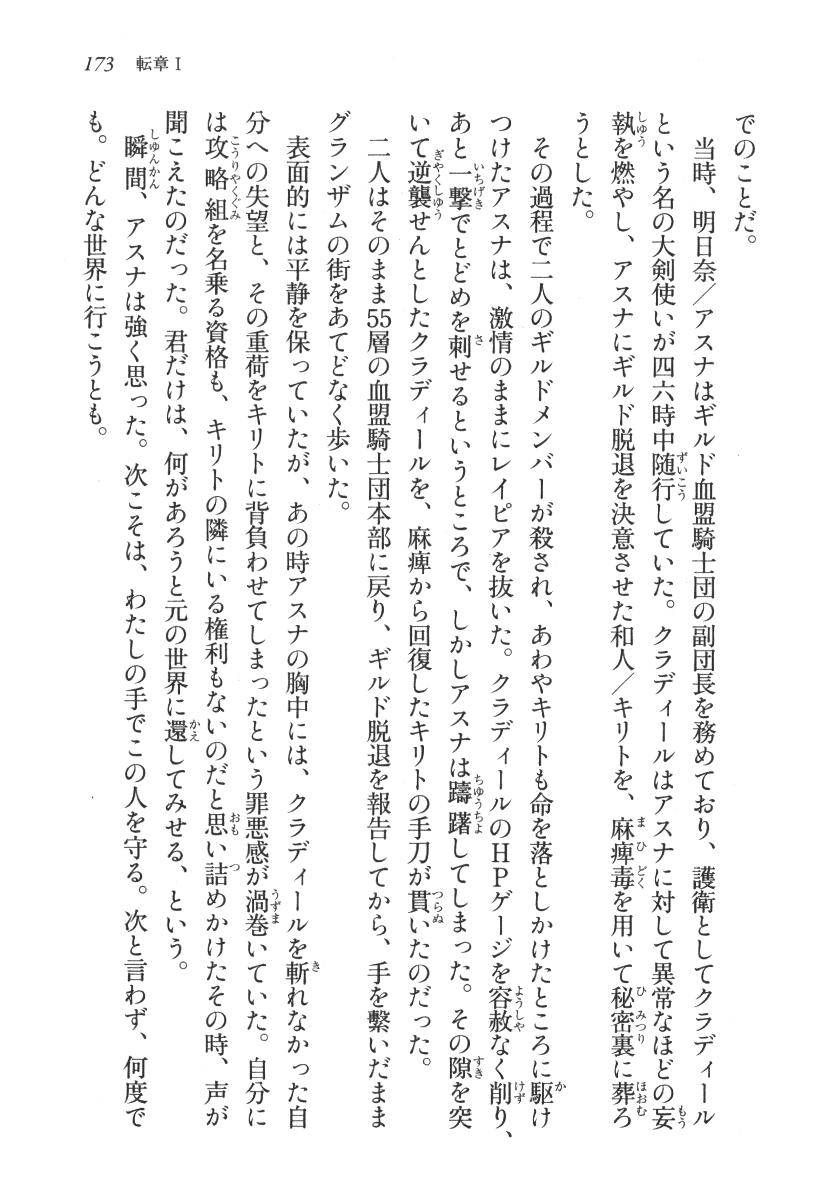 173 転章Ⅰ
でのことだ。
当時、明日奈／アスナはギルド血盟騎士団の副団長を務めており、護衛としてクラディール
という名の大剣使いが四六時中随行していた。クラディールはアスナに対して異常なほどの妄
執を燃やし、アスナにギルド脱退を決意させた和人／キリトを、麻痺毒を用いて秘密裏に葬ろ
うとした。
その過程で二人のギルドメンバーが殺され、あわやキリトも命を落としかけたところに駆け
つけたアスナは、激情のままにレイピアを抜いた。クラディールのＨＰゲージを容赦なく削り、
あと一撃でとどめを刺せるというところで、しかしアスナは躊躇してしまった。その隙を突
いて逆襲せんとしたクラディールを、麻痺から回復したキリトの手刀が貫いたのだった。
二人はそのまま55層の血盟騎士団本部に戻り、ギルド脱退を報告してから、手を繋いだまま
グランザムの街をあてどなく歩いた。
表面的には平静を保っていたが、あの時アスナの胸中には、クラディールを斬れなかった自
分への失望と、その重荷をキリトに背負わせてしまったという罪悪感が渦巻いていた。自分に
は攻略組を名乗る資格も、キリトの隣にいる権利もないのだと思い詰めかけたその時、声が
聞こえたのだった。君だけは、何があろうと元の世界に還してみせる、という。
瞬間、アスナは強く思った。次こそは、わたしの手でこの人を守る。次と言わず、何度で
も。どんな世界に行こうとも。